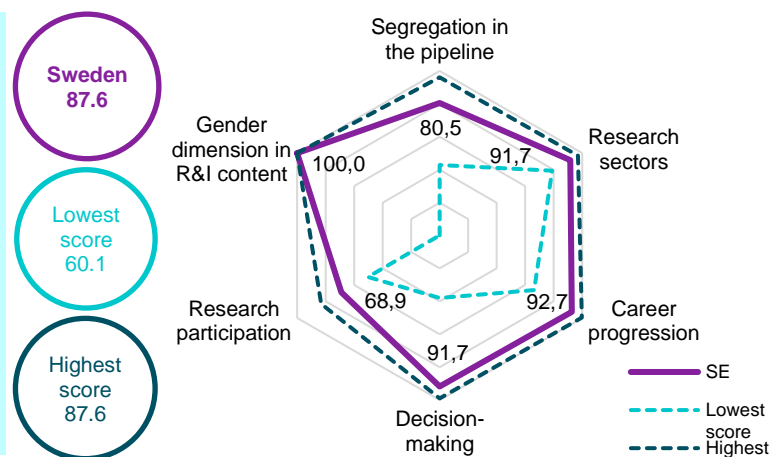 Sweden
87.6
Lowest
score
60.1
Highest
score
87.6
Segregation in
the pipeline
Research
sectors
Career
progression
Decision-
making
Research
participation
Gender
dimension in
R&I content
80,5
91,7
92,7
91,7
68,9
100,0
SE
Lowest
score
Highest